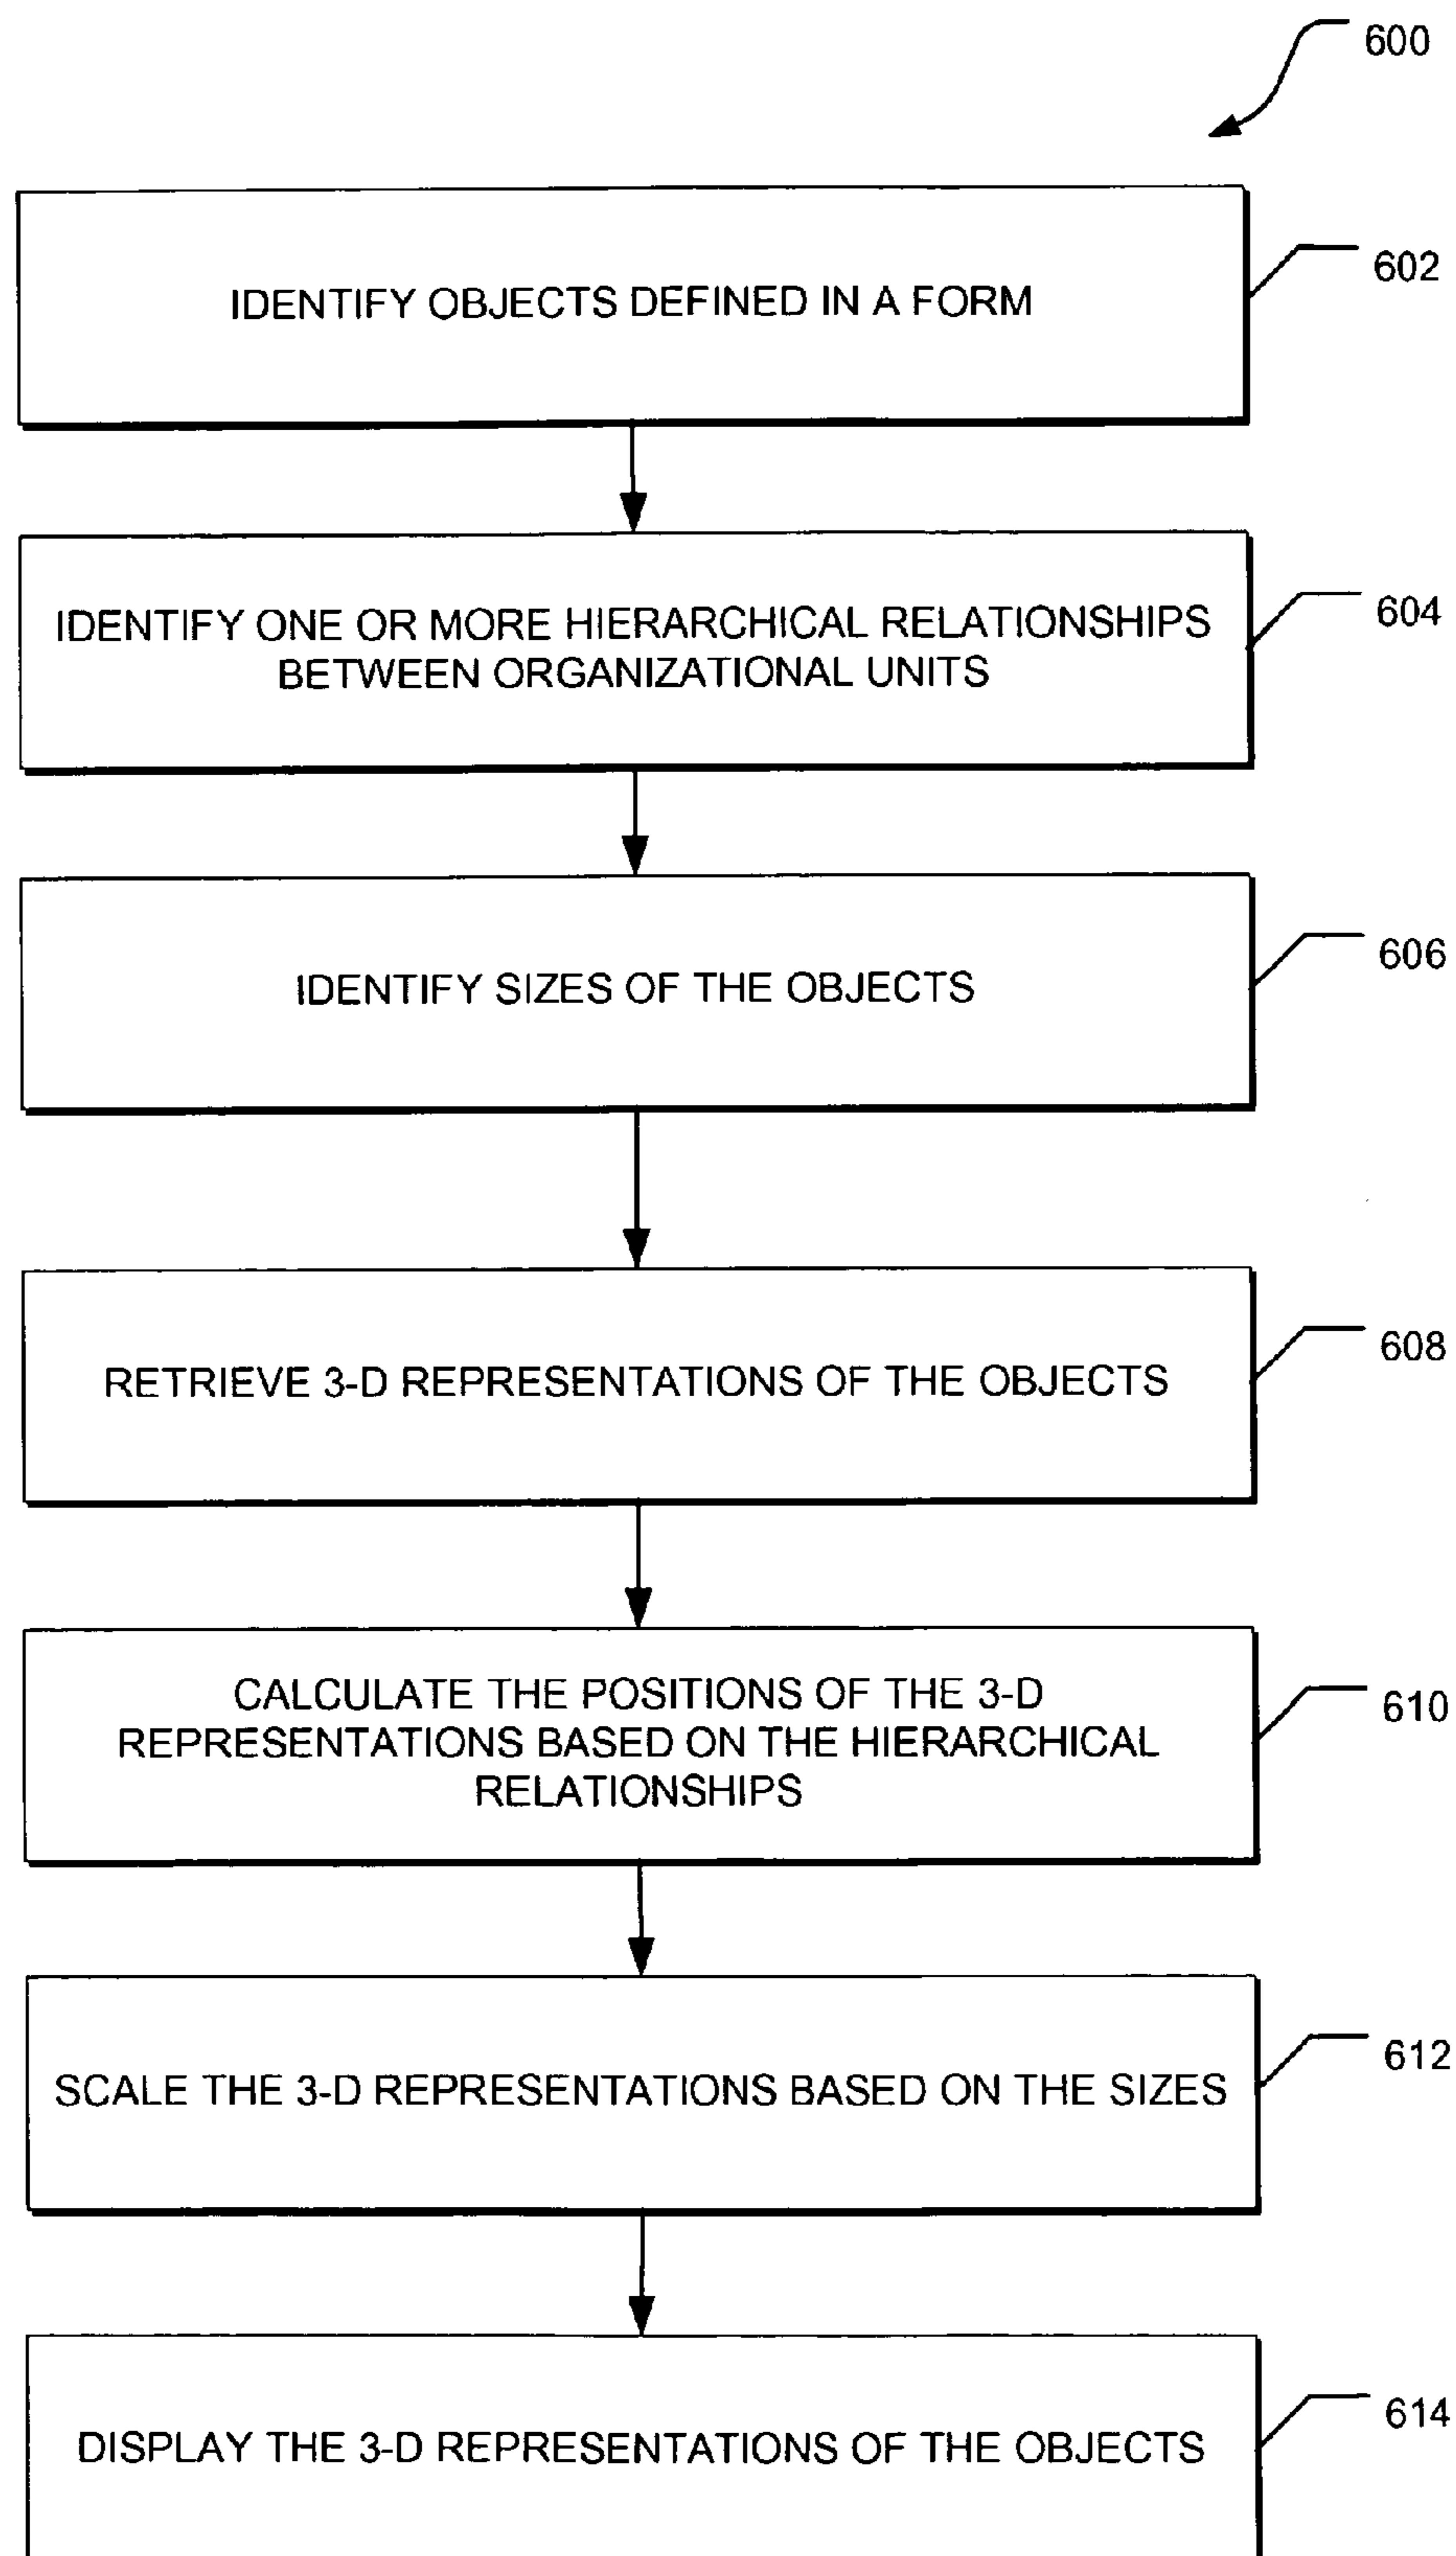 600
IDENTIFY OBJECTS DEFINED IN A FORM
602
IDENTIFY ONE OR MORE HIERARCHICAL RELATIONSHIPS
BETWEEN ORGANIZATIONAL UNITS
604
IDENTIFY SIZES OF THE OBJECTS
606
RETRIEVE 3-D REPRESENTATIONS OF THE OBJECTS
608
CALCULATE THE POSITIONS OF THE 3-D
REPRESENTATIONS BASED ON THE HIERARCHICAL
RELATIONSHIPS
610
SCALE THE 3-D REPRESENTATIONS BASED ON THE SIZES
612
DISPLAY THE 3-D REPRESENTATIONS OF THE OBJECTS
614